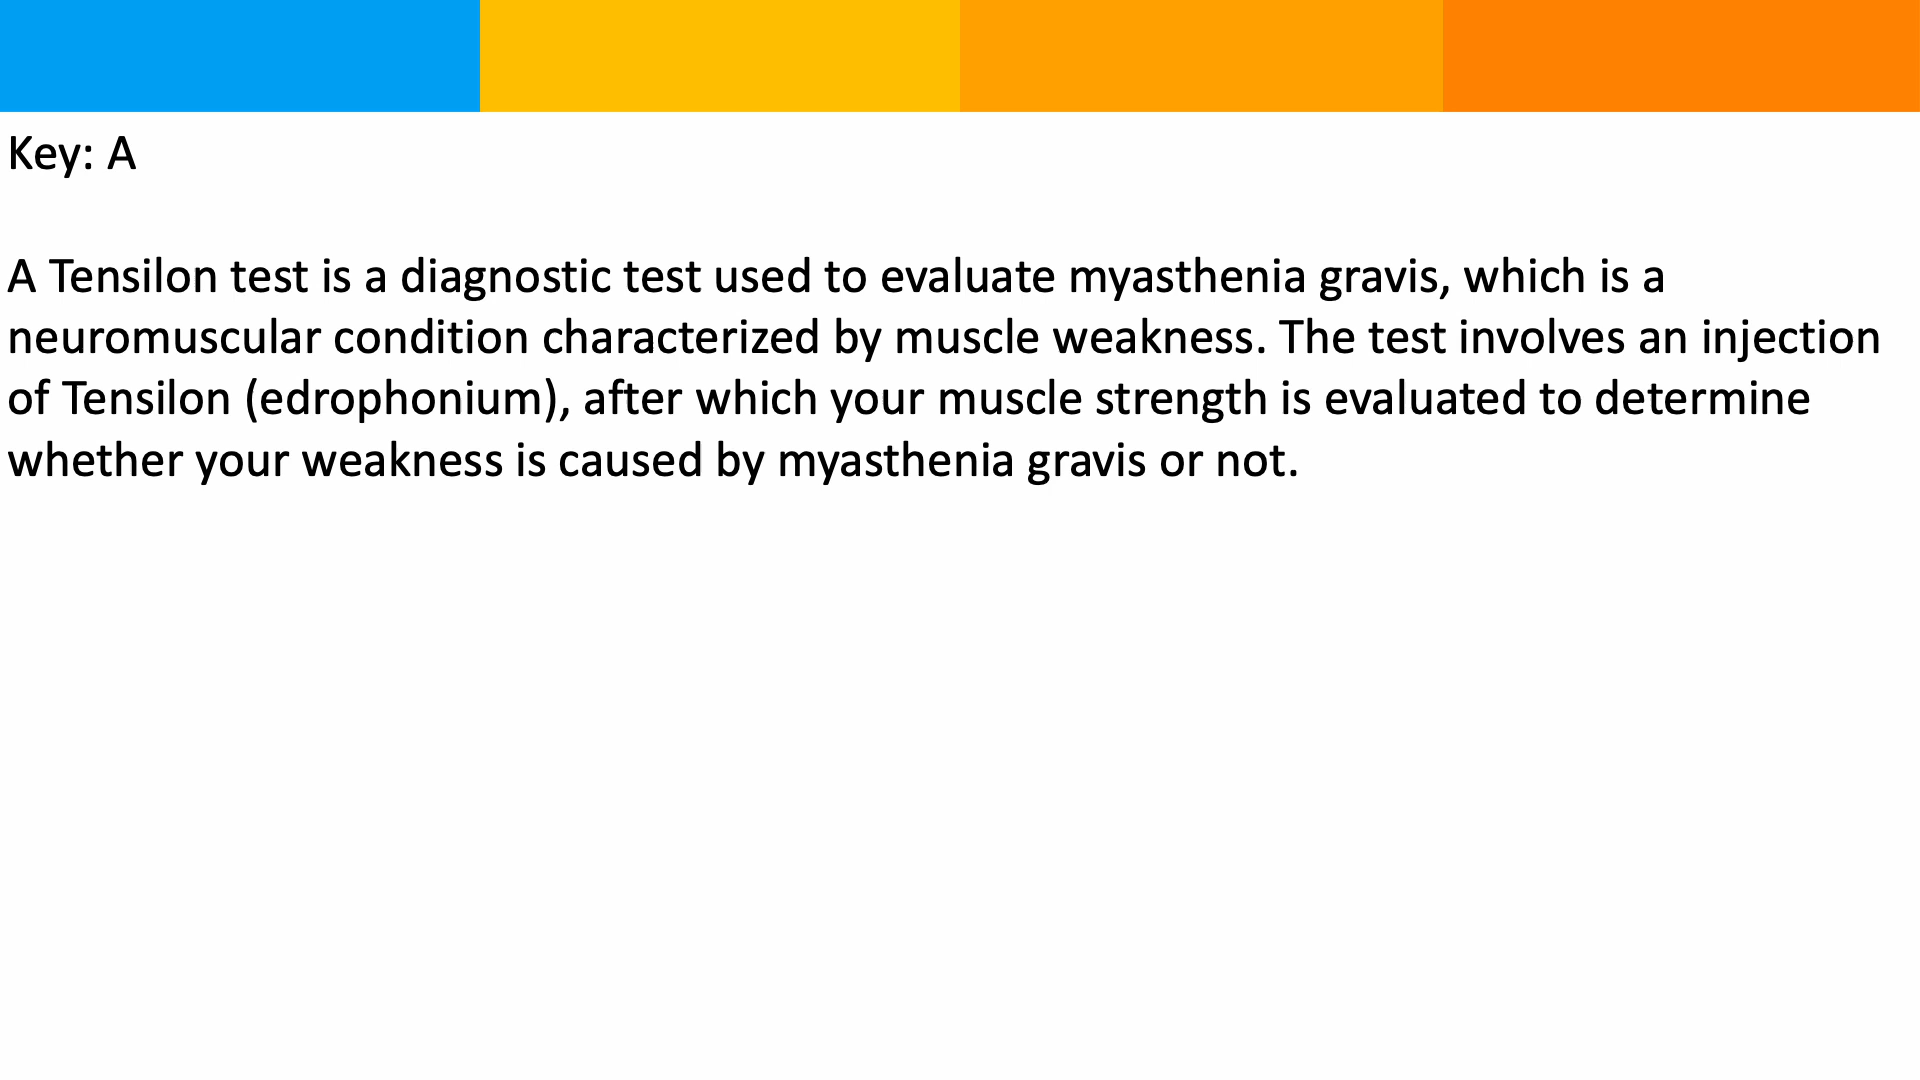 Key: A
A Tensilon test is a diagnostic test used to evaluate myasthenia gravis, which is a
neuromuscular condition characterized by muscle weakness. The test involves an injection
of Tensilon (edrophonium), after which your muscle strength is evaluated to determine
whether your weakness is caused by myasthenia gravis or not.